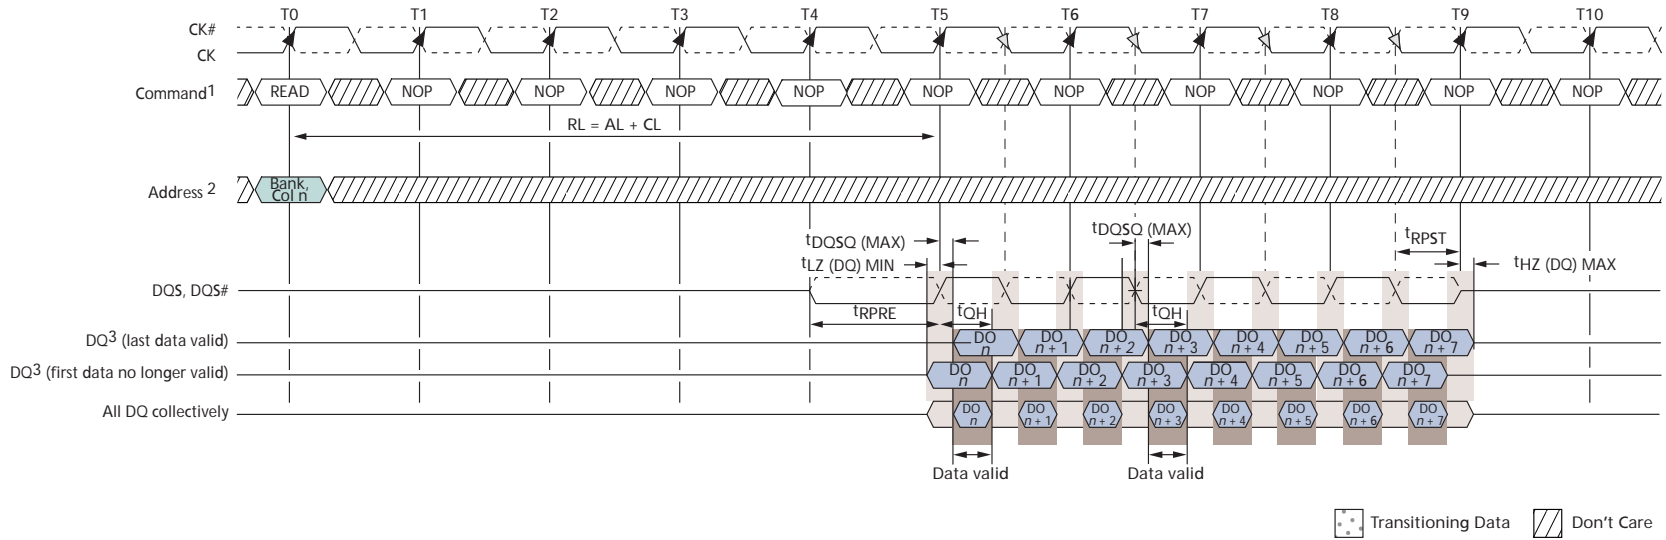 T0 T1 T2 T3 T4 T5 T6 T7 T8 T9 T10
CK#
CK
Command1 READ NOP NOP NOP NOP NOP NOP NOP NOP NOP NOP
RL = AL + CL
Address 2 Bank,
Col n
tDQSQ (MAX) tDQSQ (MAX) tRPST
tLZ (DQ) MIN tHZ (DQ) MAX
DQS, DQS#
tRPRE tQH tQH
DQ3 (last data valid) DO
n DO
n + 1 DO
n + 2 DO
n + 3 DO
n + 4 DO
n + 5 DO
n + 6 DO
n + 7
DQ3 (first data no longer valid) DO
n DO
n + 1 DO
n + 2 DO
n + 3 DO
n + 4 DO
n + 5 DO
n + 6 DO
n + 7
All DQ collectively DO
n DO
n + 1 DO
n + 2 DO
n + 3 DO
n + 4 DO
n + 5 DO
n + 6 DO
n + 7
Data valid Data valid
Transitioning Data Don't Care